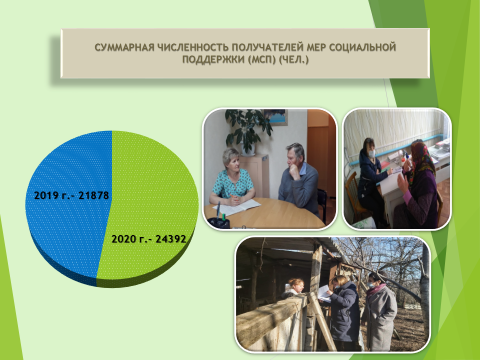 СУММАРНАЯ ЧИСЛЕННОСТЬ ПОЛУЧАТЕЛЕЙ МЕР СОЦИАЛЬНОЙ
ПОДДЕРЖКИ (МСП) (ЧЕЛ.)
2019 г.- 21878
2020 г.- 24392